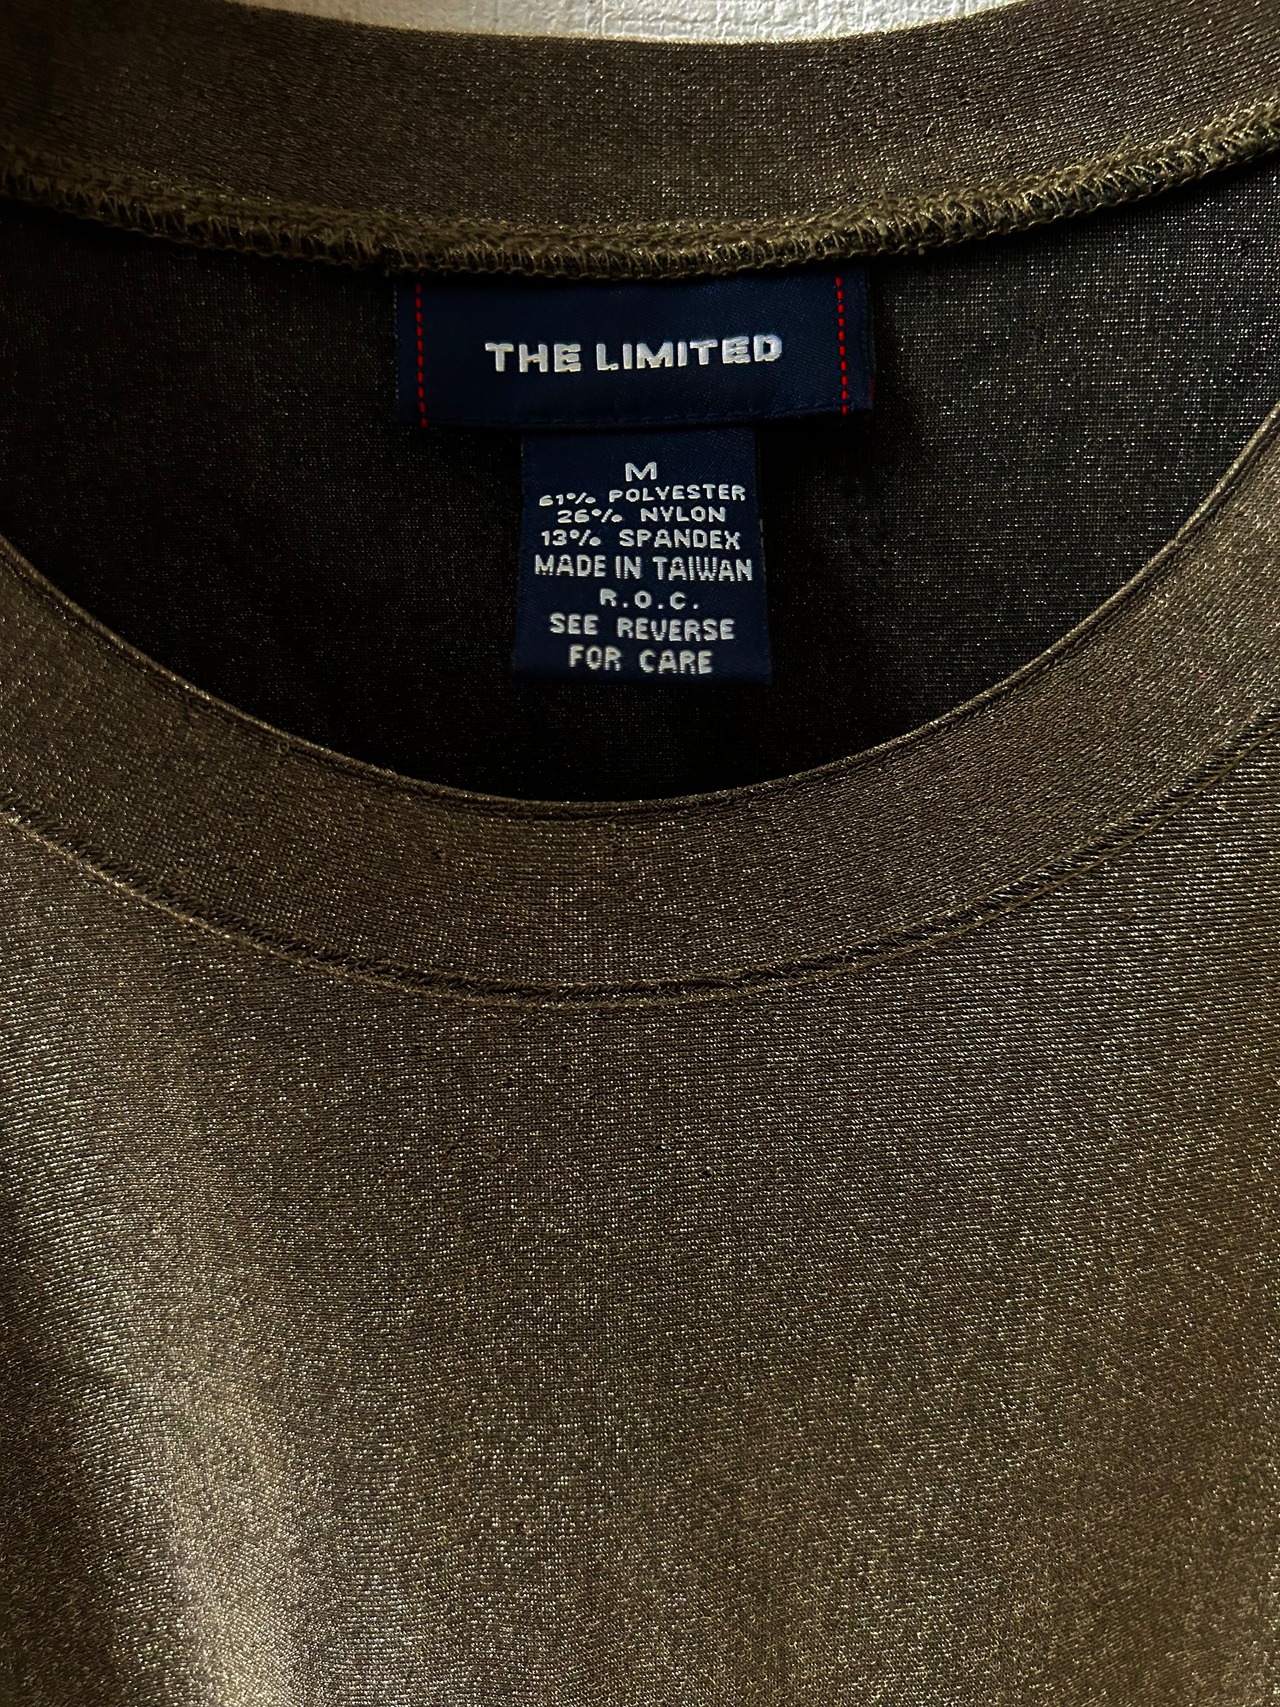 THE LIMITED
M
61% POLYESTER
26% NYLON
13% SPANDEX
MADE IN TAIWAN
R.O.C.
SEE REVERSE
FOR CARE